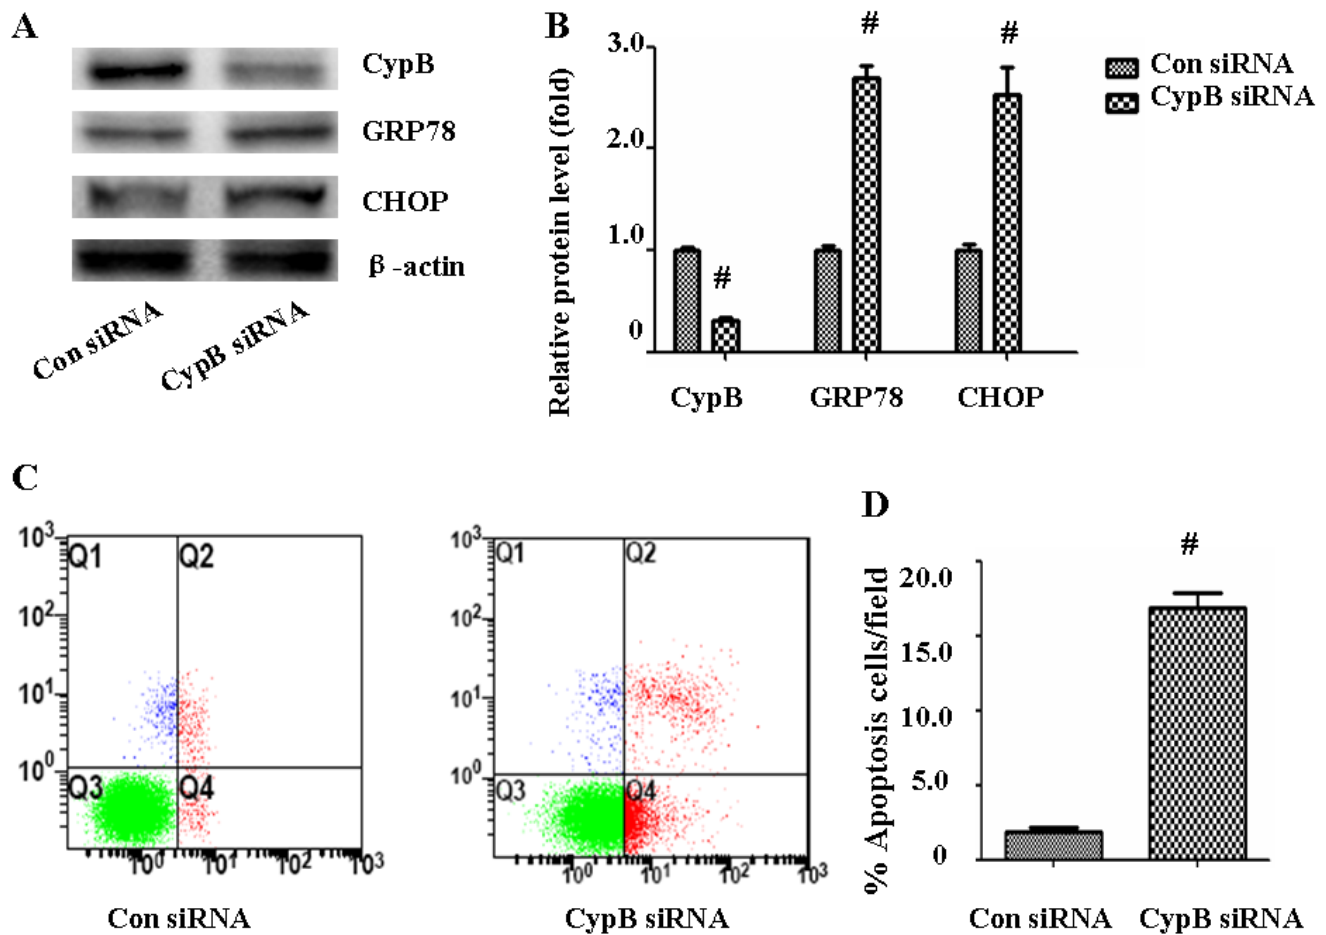 A
CypB
GRP78
CHOP
β-actin
Con siRNA
CypB siRNA
B
Relative protein level (fold)
3.0
2.0
1.0
0
#
#
#
CypB
GRP78
CHOP
Con siRNA
CypB siRNA
C
10³
10²
10¹
10⁰
Q1
Q2
Q3
Q4
10⁰
10¹
10²
10³
Con siRNA
10³
10²
10¹
10⁰
Q1
Q2
Q3
Q4
10⁰
10¹
10²
10³
CypB siRNA
D
% Apoptosis cells/field
20.0
15.0
10.0
5.0
0
#
Con siRNA
CypB siRNA